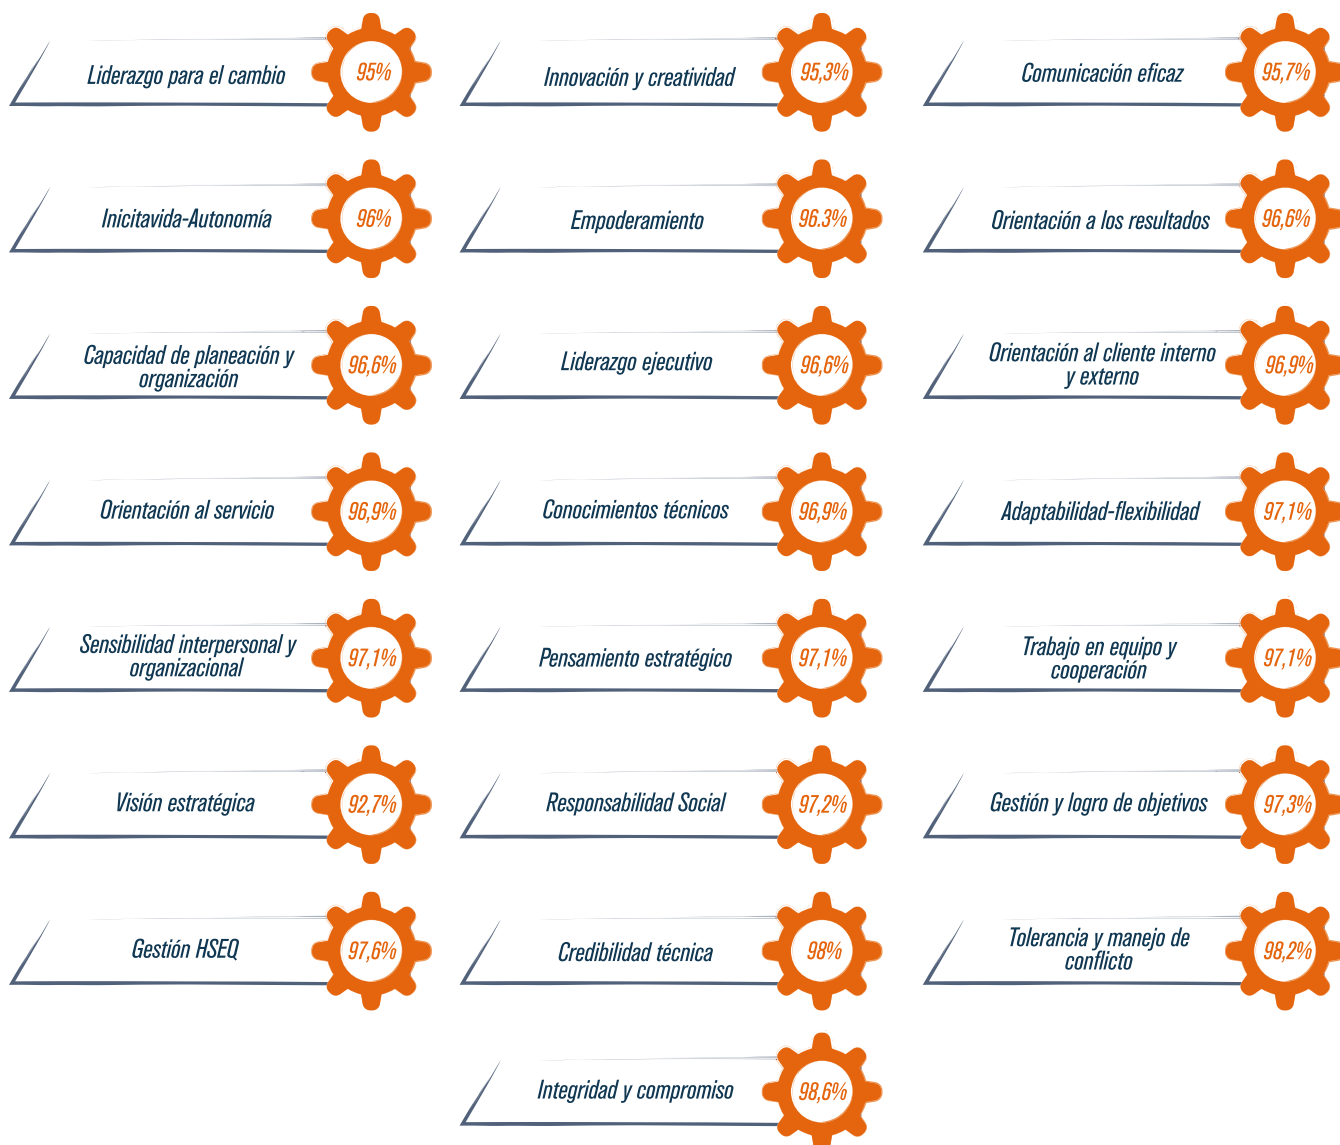 Liderazgo para el cambio
95%
Innovación y creatividad
95,3%
Comunicación eficaz
95,7%
Inicitavida-Autonomía
96%
Empoderamiento
96.3%
Orientación a los resultados
96,6%
Capacidad de planeación y
organización
96,6%
Liderazgo ejecutivo
96,6%
Orientación al cliente interno
y externo
96,9%
Orientación al servicio
96,9%
Conocimientos técnicos
96,9%
Adaptabilidad-flexibilidad
97,1%
Sensibilidad interpersonal y
organizacional
97,1%
Pensamiento estratégico
97,1%
Trabajo en equipo y
cooperación
97,1%
Visión estratégica
92,7%
Responsabilidad Social
97,2%
Gestión y logro de objetivos
97,3%
Gestión HSEQ
97,6%
Credibilidad técnica
98%
Tolerancia y manejo de
conflicto
98,2%
Integridad y compromiso
98,6%